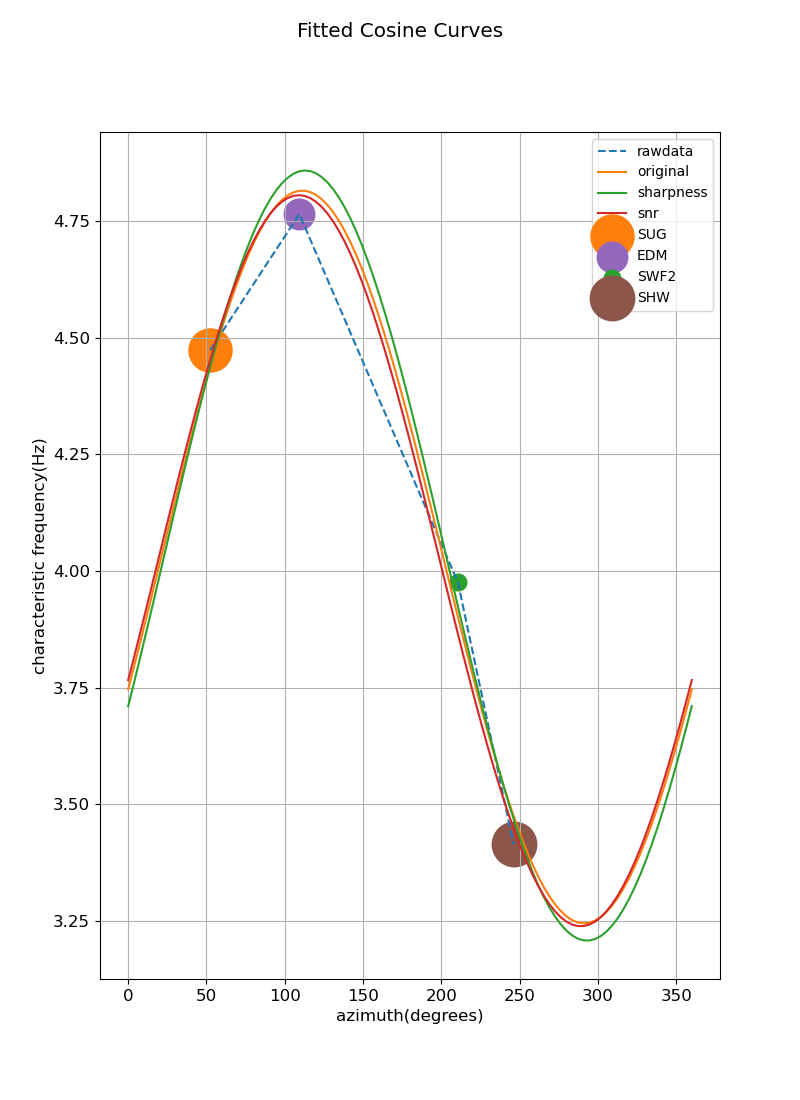 Fitted Cosine Curves
rawdata
original
sharpness
snr
SUG
EDM
SWF2
SHW
4.75
4.50
4.25
4.00
3.75
3.50
3.25
characteristic frequency(Hz)
0 50 100 150 200 250 300 350
azimuth(degrees)